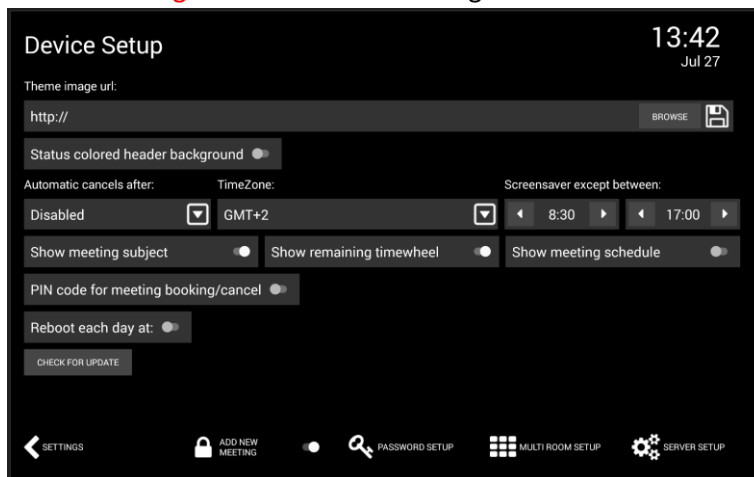 Device Setup
13:42
Jul 27
Theme image url:
http://
BROWSE
Status colored header background
Automatic cancels after:
TimeZone:
Screensaver except between:
Disabled
GMT+2
8:30
17:00
Show meeting subject
Show remaining timewheel
Show meeting schedule
PIN code for meeting booking/cancel
Reboot each day at:
CHECK FOR UPDATE
SETTINGS
ADD NEW
MEETING
PASSWORD SETUP
MULTI ROOM SETUP
SERVER SETUP